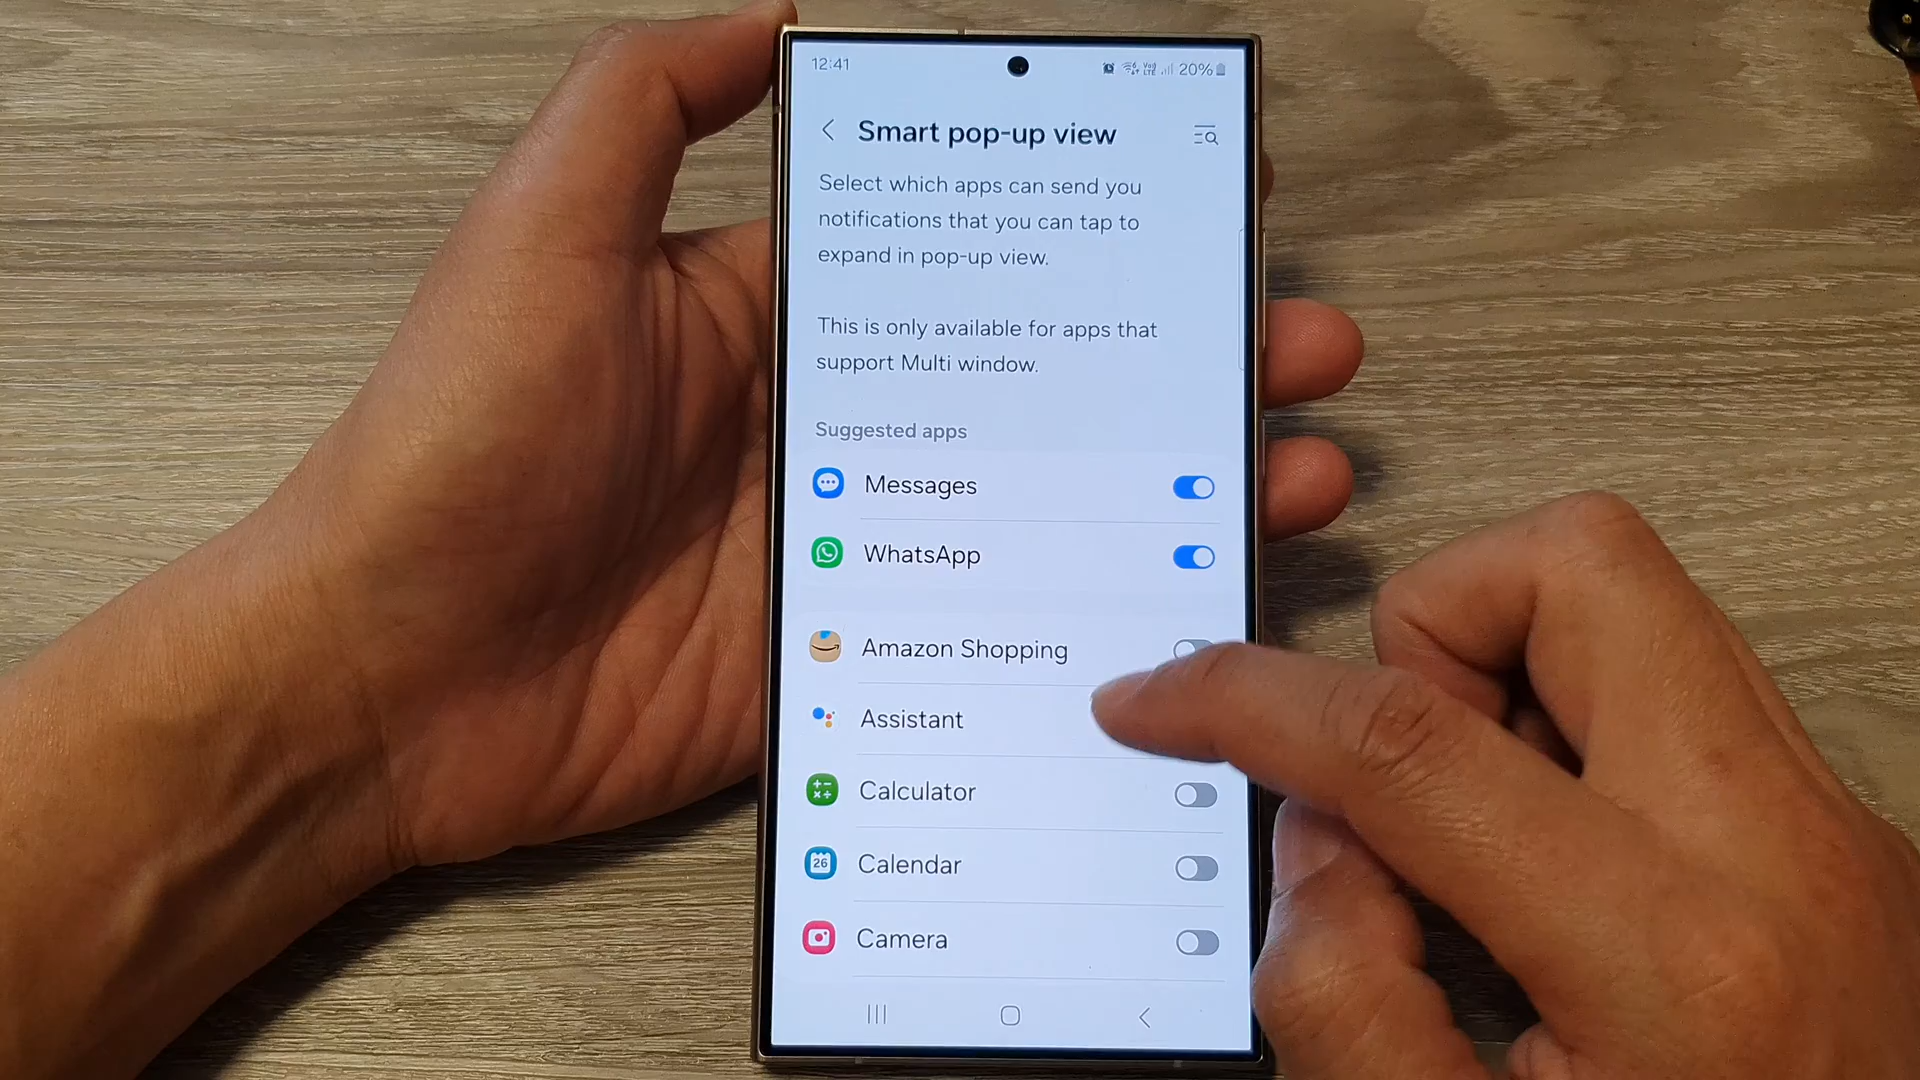 12:41
Vo)) LTE 20%
Smart pop-up view
Select which apps can send you
notifications that you can tap to
expand in pop-up view.
This is only available for apps that
support Multi window.
Suggested apps
Messages
WhatsApp
Amazon Shopping
Assistant
Calculator
26 Calendar
Camera